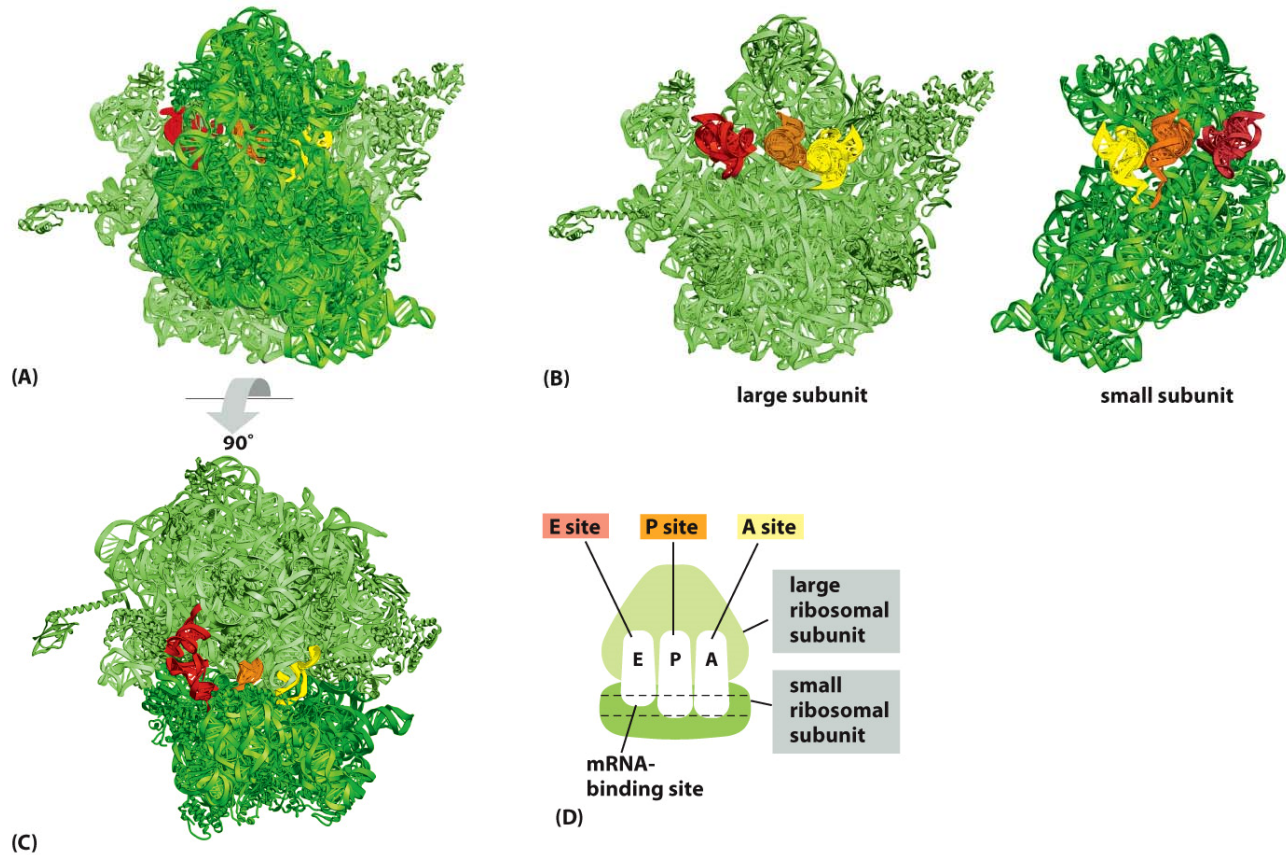 (A)
(B)
large subunit
small subunit
90°
E site
P site
A site
large
ribosomal
subunit
E
P
A
small
ribosomal
subunit
mRNA-
binding site
(C)
(D)